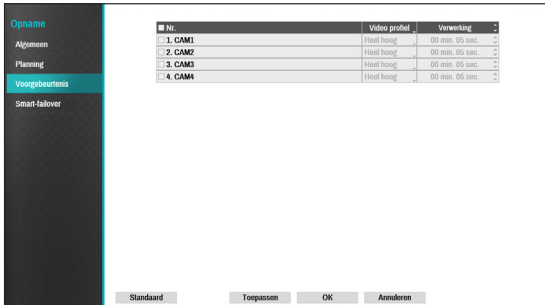 Opname
Algemeen
Planning
Voorgebeurtenis
Smart-failover
Nr. Video profiel Verwerking
1. CAM1 Heel hoog 00 min. 05 sec.
2. CAM2 Heel hoog 00 min. 05 sec.
3. CAM3 Heel hoog 00 min. 05 sec.
4. CAM4 Heel hoog 00 min. 05 sec.
Standaard Toepassen OK Annuleren